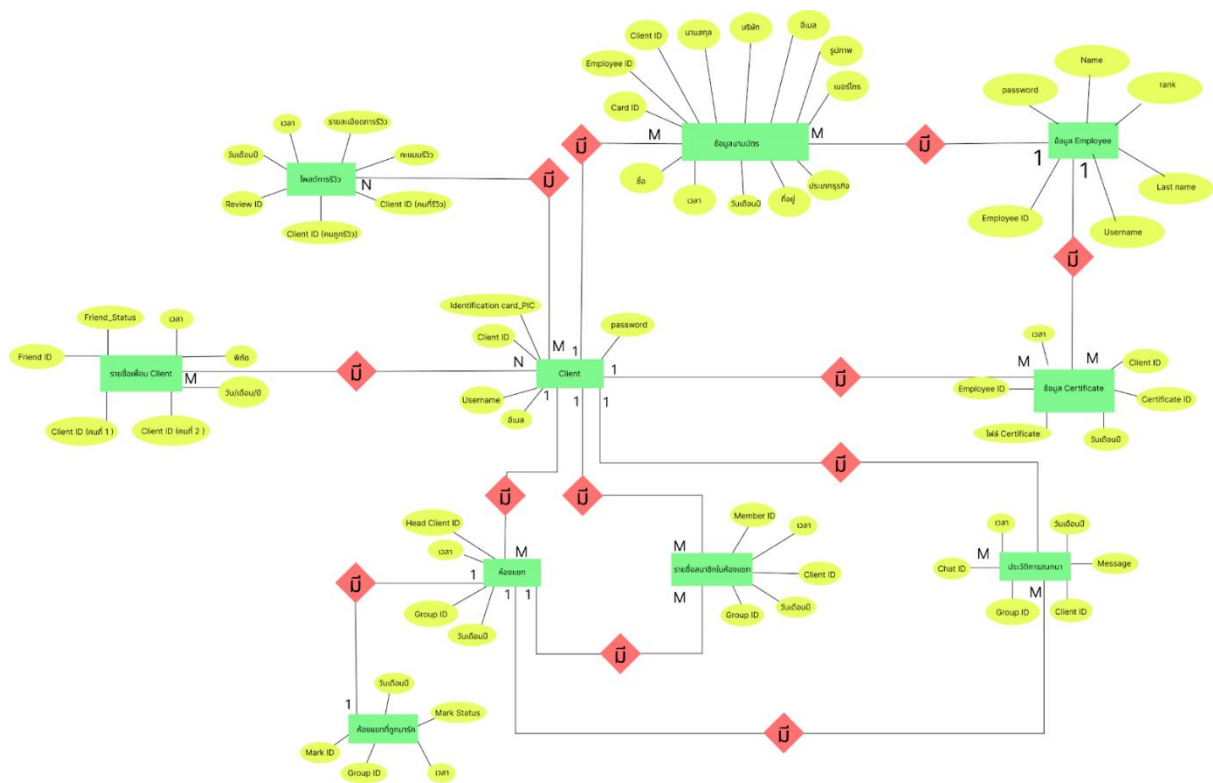 Client ID
นามสกุล
บริษัท
อีเมล
Employee ID
รูปภาพ
Card ID
เบอร์โทร
ข้อมูลนามบัตร
M
M
ชื่อ
เวลา
วันเดือนปี
ที่อยู่
ประเภทธุรกิจ
มี
มี
Name
password
rank
ข้อมูล Employee
1
1
Last name
Employee ID
Username
มี
เวลา
รายละเอียดการรีวิว
วันเดือนปี
คะแนนรีวิว
โพสต์การรีวิว
N
Review ID
Client ID (คนที่รีวิว)
Client ID (คนถูกรีวิว)
มี
Friend_Status
เวลา
Friend ID
พิกัด
รายชื่อเพื่อน Client
M
วัน/เดือน/ปี
Client ID (คนที่ 1 )
Client ID (คนที่ 2 )
มี
Identification card_PIC
password
Client ID
M
1
N
Client
1
Username
1
1
1
อีเมล
มี
เวลา
M
M
Client ID
Employee ID
ข้อมูล Certificate
Certificate ID
ไฟล์ Certificate
วันเดือนปี
มี
มี
มี
Head Client ID
เวลา
M
ห้องแชท
1
1
1
Group ID
วันเดือนปี
มี
Member ID
เวลา
M
รายชื่อสมาชิกในห้องแชท
Client ID
M
วันเดือนปี
Group ID
มี
เวลา
วันเดือนปี
M
Chat ID
ประวัติการสนทนา
Message
M
Group ID
Client ID
มี
วันเดือนปี
1
Mark Status
ห้องแชทที่ถูกมาร์ค
Mark ID
Group ID
เวลา
มี